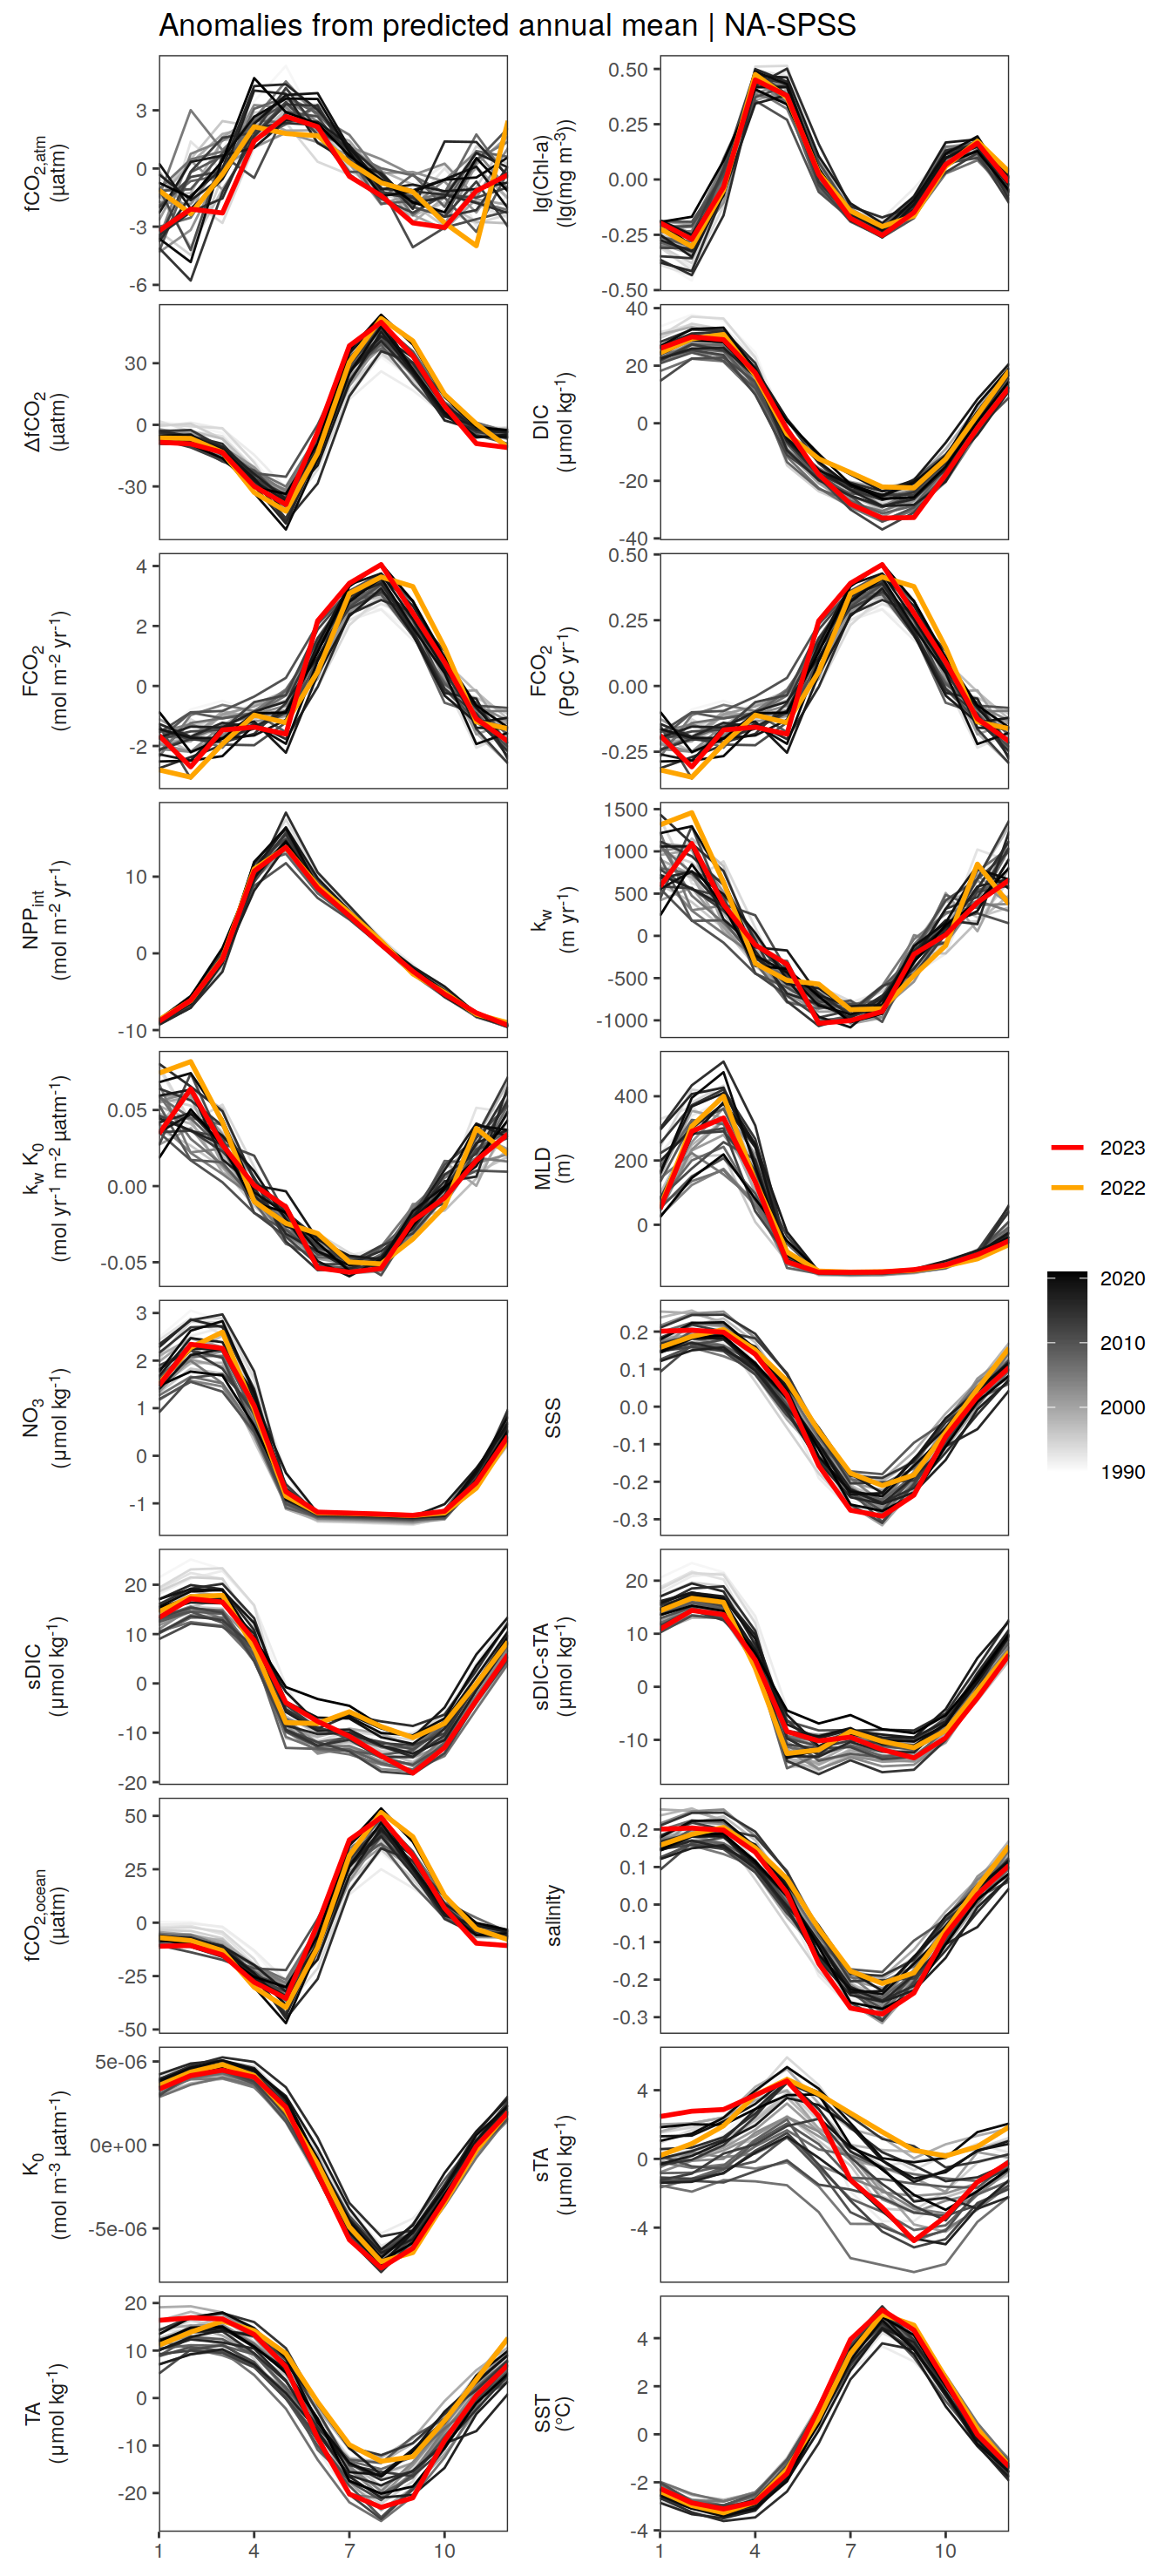 Anomalies from predicted annual mean | NA-SPSS
fCO2,atm
(µatm)
3
0
-3
-6
lg(Chl-a)
(lg(mg m-3))
0.50
0.25
0.00
-0.25
-0.50
ΔfCO2
(µatm)
30
0
-30
DIC
(µmol kg-1)
40
20
0
-20
-40
FCO2
(mol m-2 yr-1)
4
2
0
-2
FCO2
(PgC yr-1)
0.50
0.25
0.00
-0.25
NPPint
(mol m-2 yr-1)
10
0
-10
kw
(m yr-1)
1500
1000
500
0
-500
-1000
kw K0
(mol yr-1 m-2 µatm-1)
0.05
0.00
-0.05
MLD
(m)
400
200
0
NO3
(µmol kg-1)
3
2
1
0
-1
SSS
0.2
0.1
0.0
-0.1
-0.2
-0.3
sDIC
(µmol kg-1)
20
10
0
-10
-20
sDIC-sTA
(µmol kg-1)
20
10
0
-10
fCO2,ocean
(µatm)
50
25
0
-25
-50
salinity
0.2
0.1
0.0
-0.1
-0.2
-0.3
K0
(mol m-3 µatm-1)
5e-06
0e+00
-5e-06
sTA
(µmol kg-1)
4
0
-4
TA
(µmol kg-1)
20
10
0
-10
-20
SST
(°C)
4
2
0
-2
-4
1 4 7 10
1 4 7 10
2023
2022
2020
2010
2000
1990